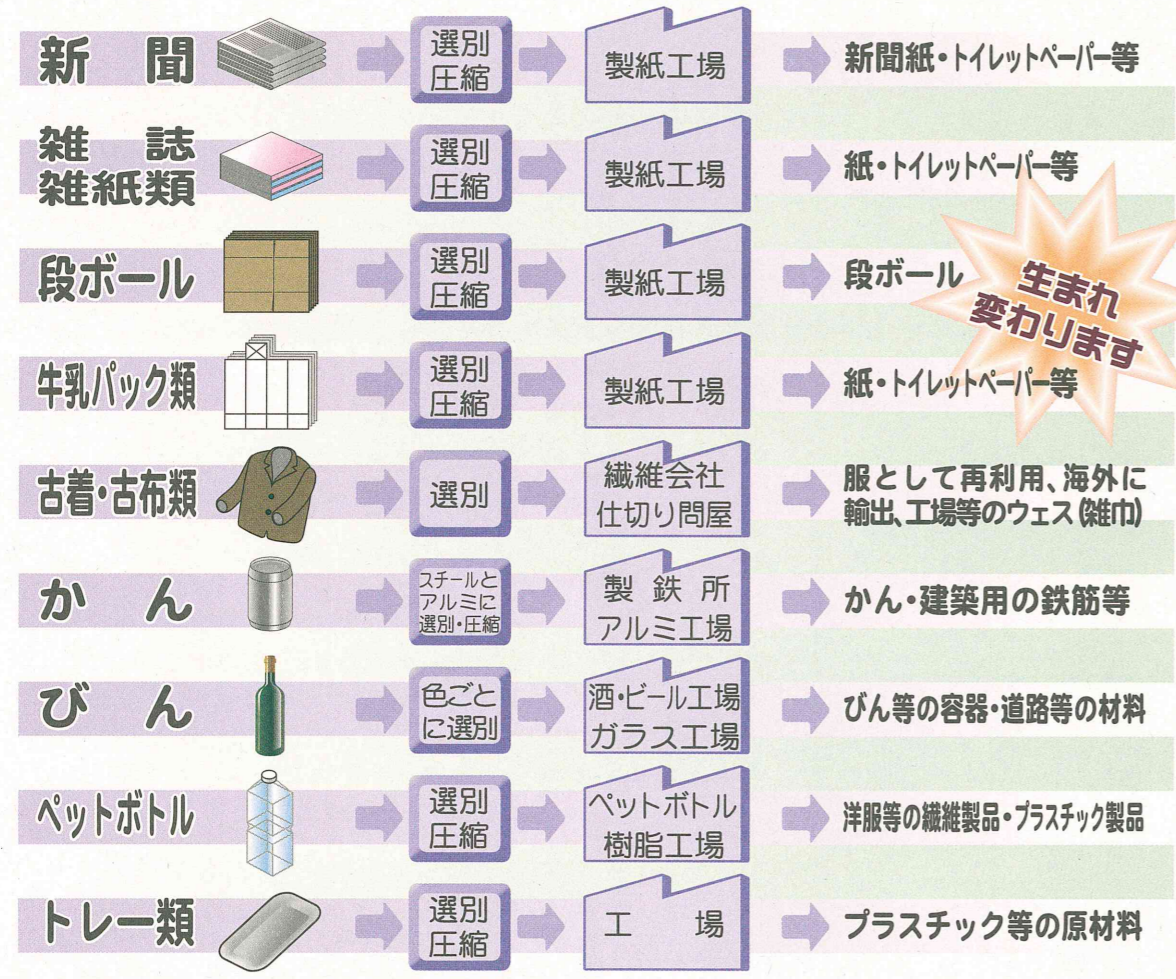 新聞
選別
圧縮
製紙工場
新聞紙・トイレットペーパー等
雑誌
雑紙類
選別
圧縮
製紙工場
紙・トイレットペーパー等
段ボール
選別
圧縮
製紙工場
段ボール
生まれ
変わります
牛乳パック類
選別
圧縮
製紙工場
紙・トイレットペーパー等
古着・古布類
選別
繊維会社
仕切り問屋
服として再利用、海外に
輸出、工場等のウェス(雑巾)
かん
スチールと
アルミに
選別・圧縮
製鉄所
アルミ工場
かん・建築用の鉄筋等
びん
色ごと
に選別
酒・ビール工場
ガラス工場
びん等の容器・道路等の材料
ペットボトル
選別
圧縮
ペットボトル
樹脂工場
洋服等の繊維製品・プラスチック製品
トレー類
選別
圧縮
工場
プラスチック等の原材料